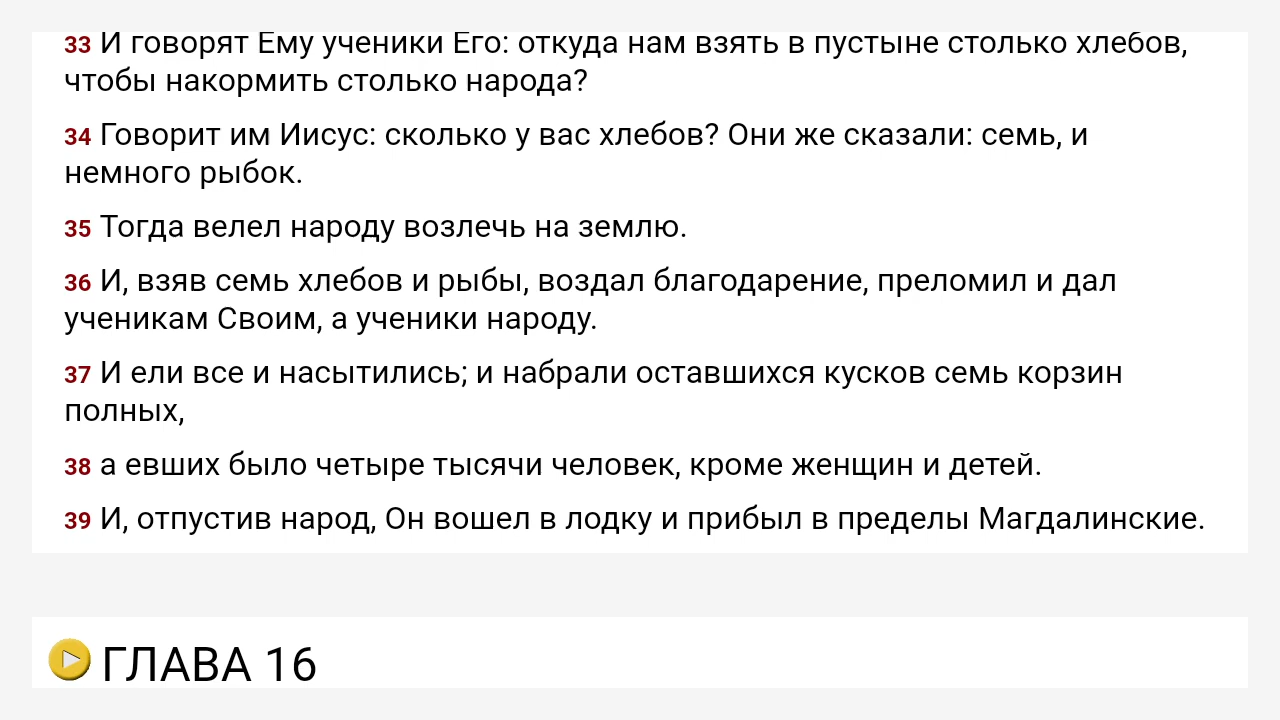 33 И говорят Ему ученики Его: откуда нам взять в пустыне столько хлебов,
чтобы накормить столько народа?
34 Говорит им Иисус: сколько у вас хлебов? Они же сказали: семь, и
немного рыбок.
35 Тогда велел народу возлечь на землю.
36 И, взяв семь хлебов и рыбы, воздал благодарение, преломил и дал
ученикам Своим, а ученики народу.
37 И ели все и насытились; и набрали оставшихся кусков семь корзин
полных,
38 а евших было четыре тысячи человек, кроме женщин и детей.
39 И, отпустив народ, Он вошел в лодку и прибыл в пределы Магдалинские.
ГЛАВА 16